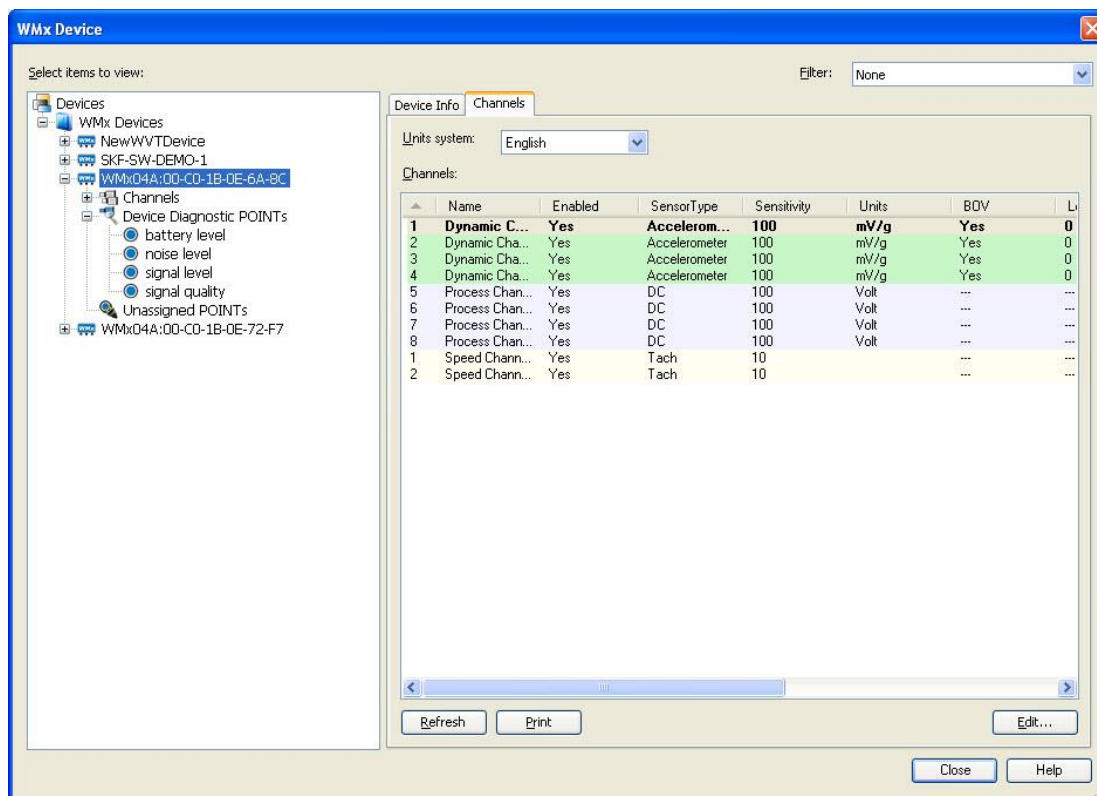 WMx Device
Select items to view:
Filter: None
Devices
WMx Devices
NewWVTDevice
SKF-SW-DEMO-1
WMx04A:00-C0-1B-0E-6A-8C
Channels
Device Diagnostic POINTs
battery level
noise level
signal level
signal quality
Unassigned POINTs
WMx04A:00-C0-1B-0E-72-F7
Device Info Channels
Units system: English
Channels:
Name Enabled SensorType Sensitivity Units BOV
1 Dynamic C... Yes Accelerom... 100 mV/g Yes 0
2 Dynamic Cha... Yes Accelerometer 100 mV/g Yes 0
3 Dynamic Cha... Yes Accelerometer 100 mV/g Yes 0
4 Dynamic Cha... Yes Accelerometer 100 mV/g Yes 0
5 Process Chan... Yes DC 100 Volt --- ---
6 Process Chan... Yes DC 100 Volt --- ---
7 Process Chan... Yes DC 100 Volt --- ---
8 Process Chan... Yes DC 100 Volt --- ---
1 Speed Chann... Yes Tach 10 --- ---
2 Speed Chann... Yes Tach 10 --- ---
Refresh Print Edit...
Close Help